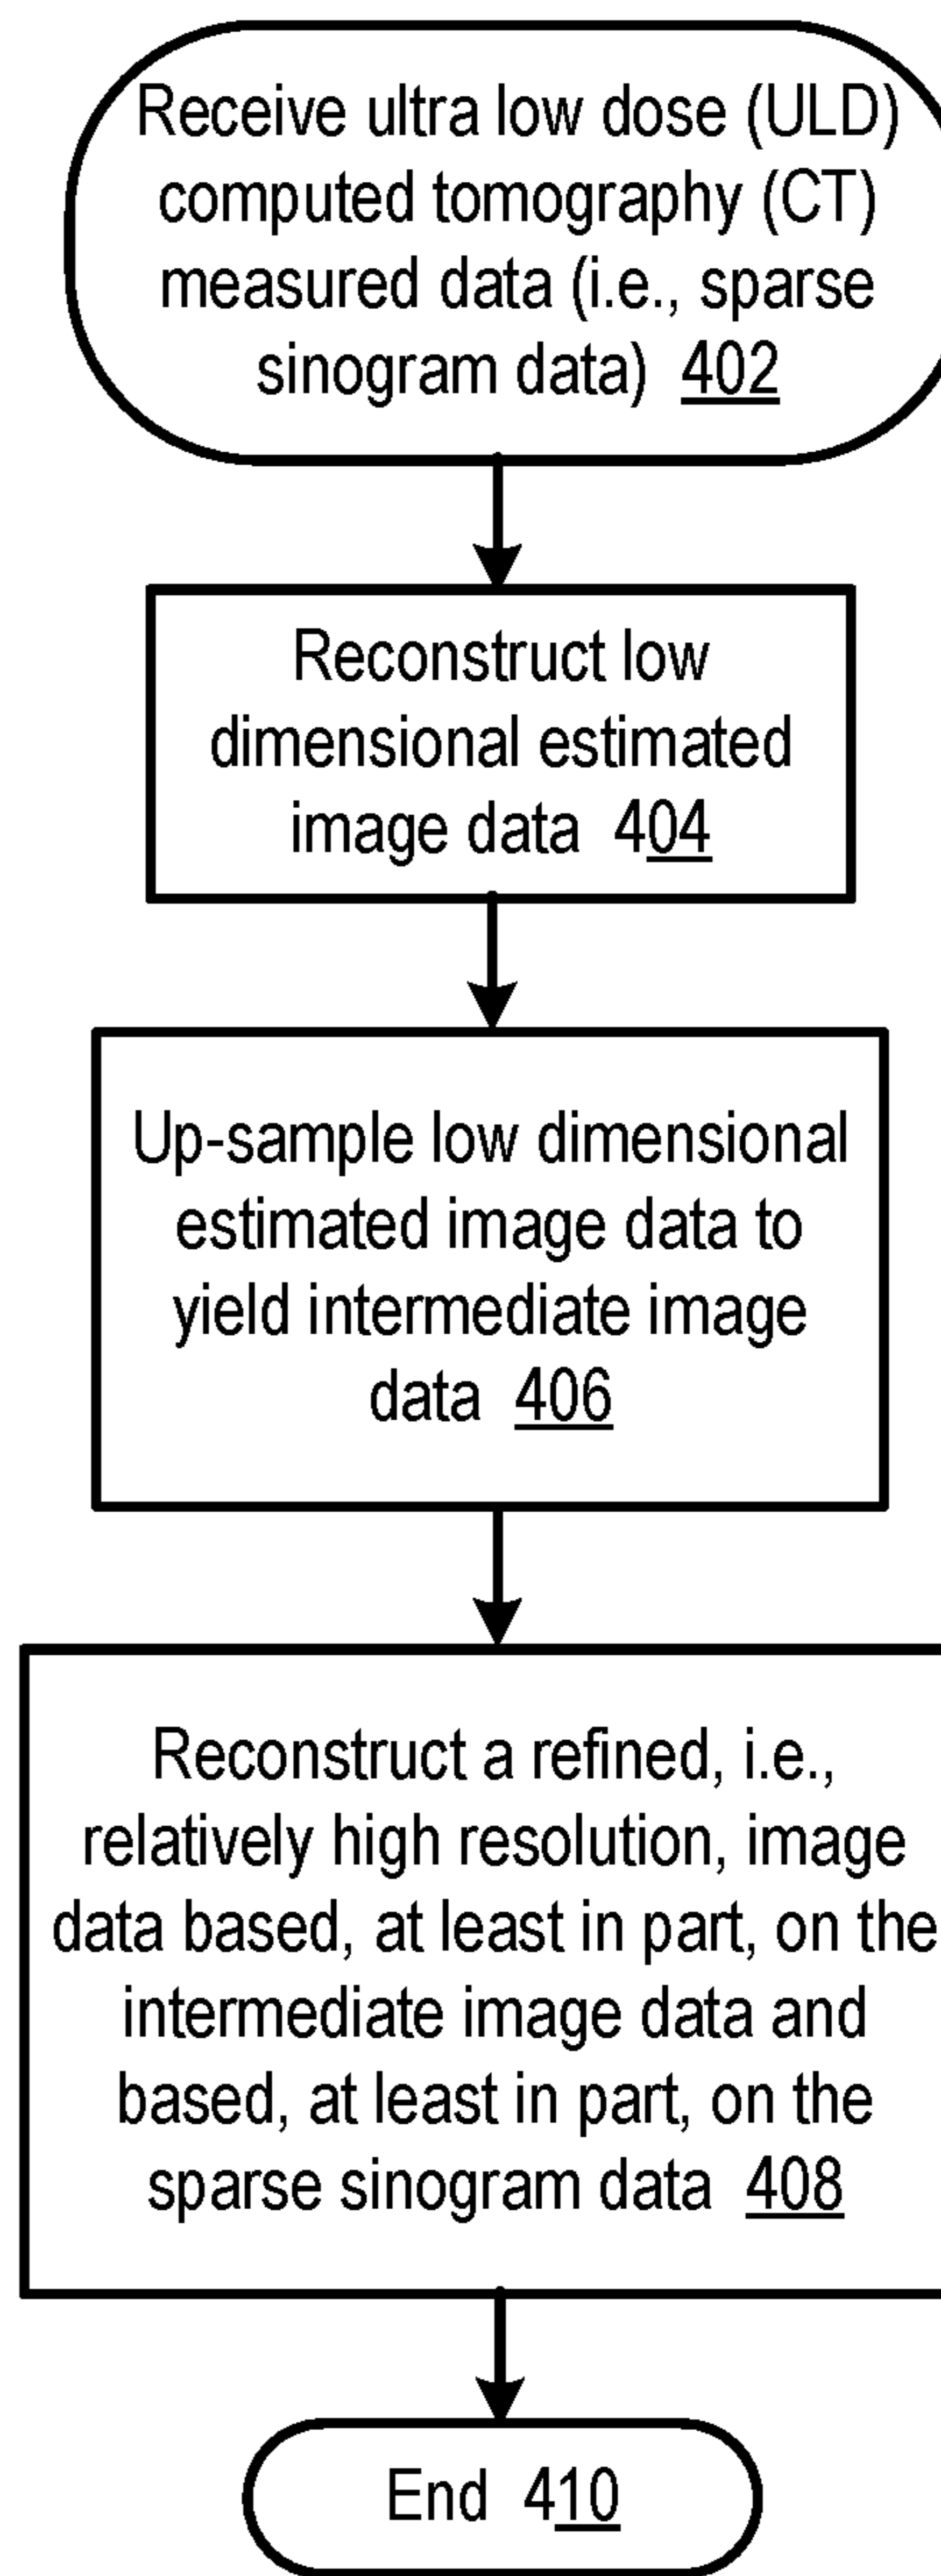 Receive ultra low dose (ULD)
computed tomography (CT)
measured data (i.e., sparse
sinogram data) 402
Reconstruct low
dimensional estimated
image data 404
Up-sample low dimensional
estimated image data to
yield intermediate image
data 406
Reconstruct a refined, i.e.,
relatively high resolution, image
data based, at least in part, on the
intermediate image data and
based, at least in part, on the
sparse sinogram data 408
End 410